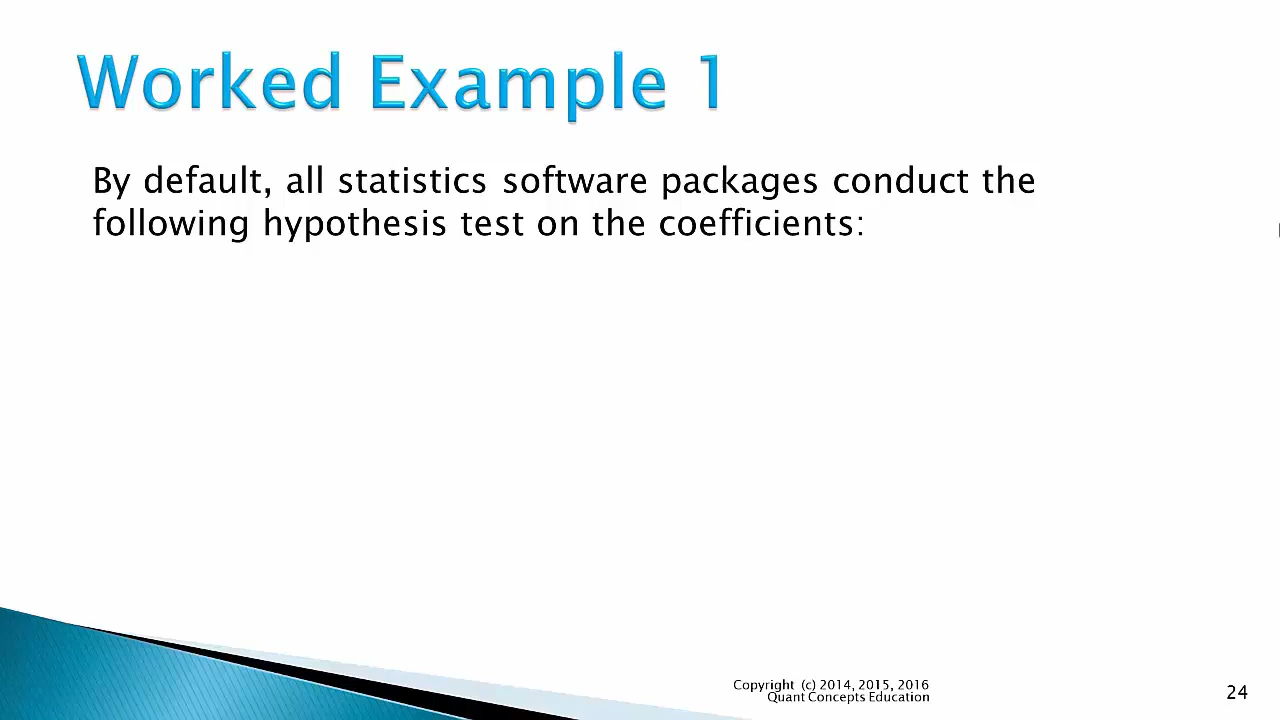 Worked Example 1
By default, all statistics software packages conduct the
following hypothesis test on the coefficients:
Copyright (c) 2014, 2015, 2016
Quant Concepts Education
24